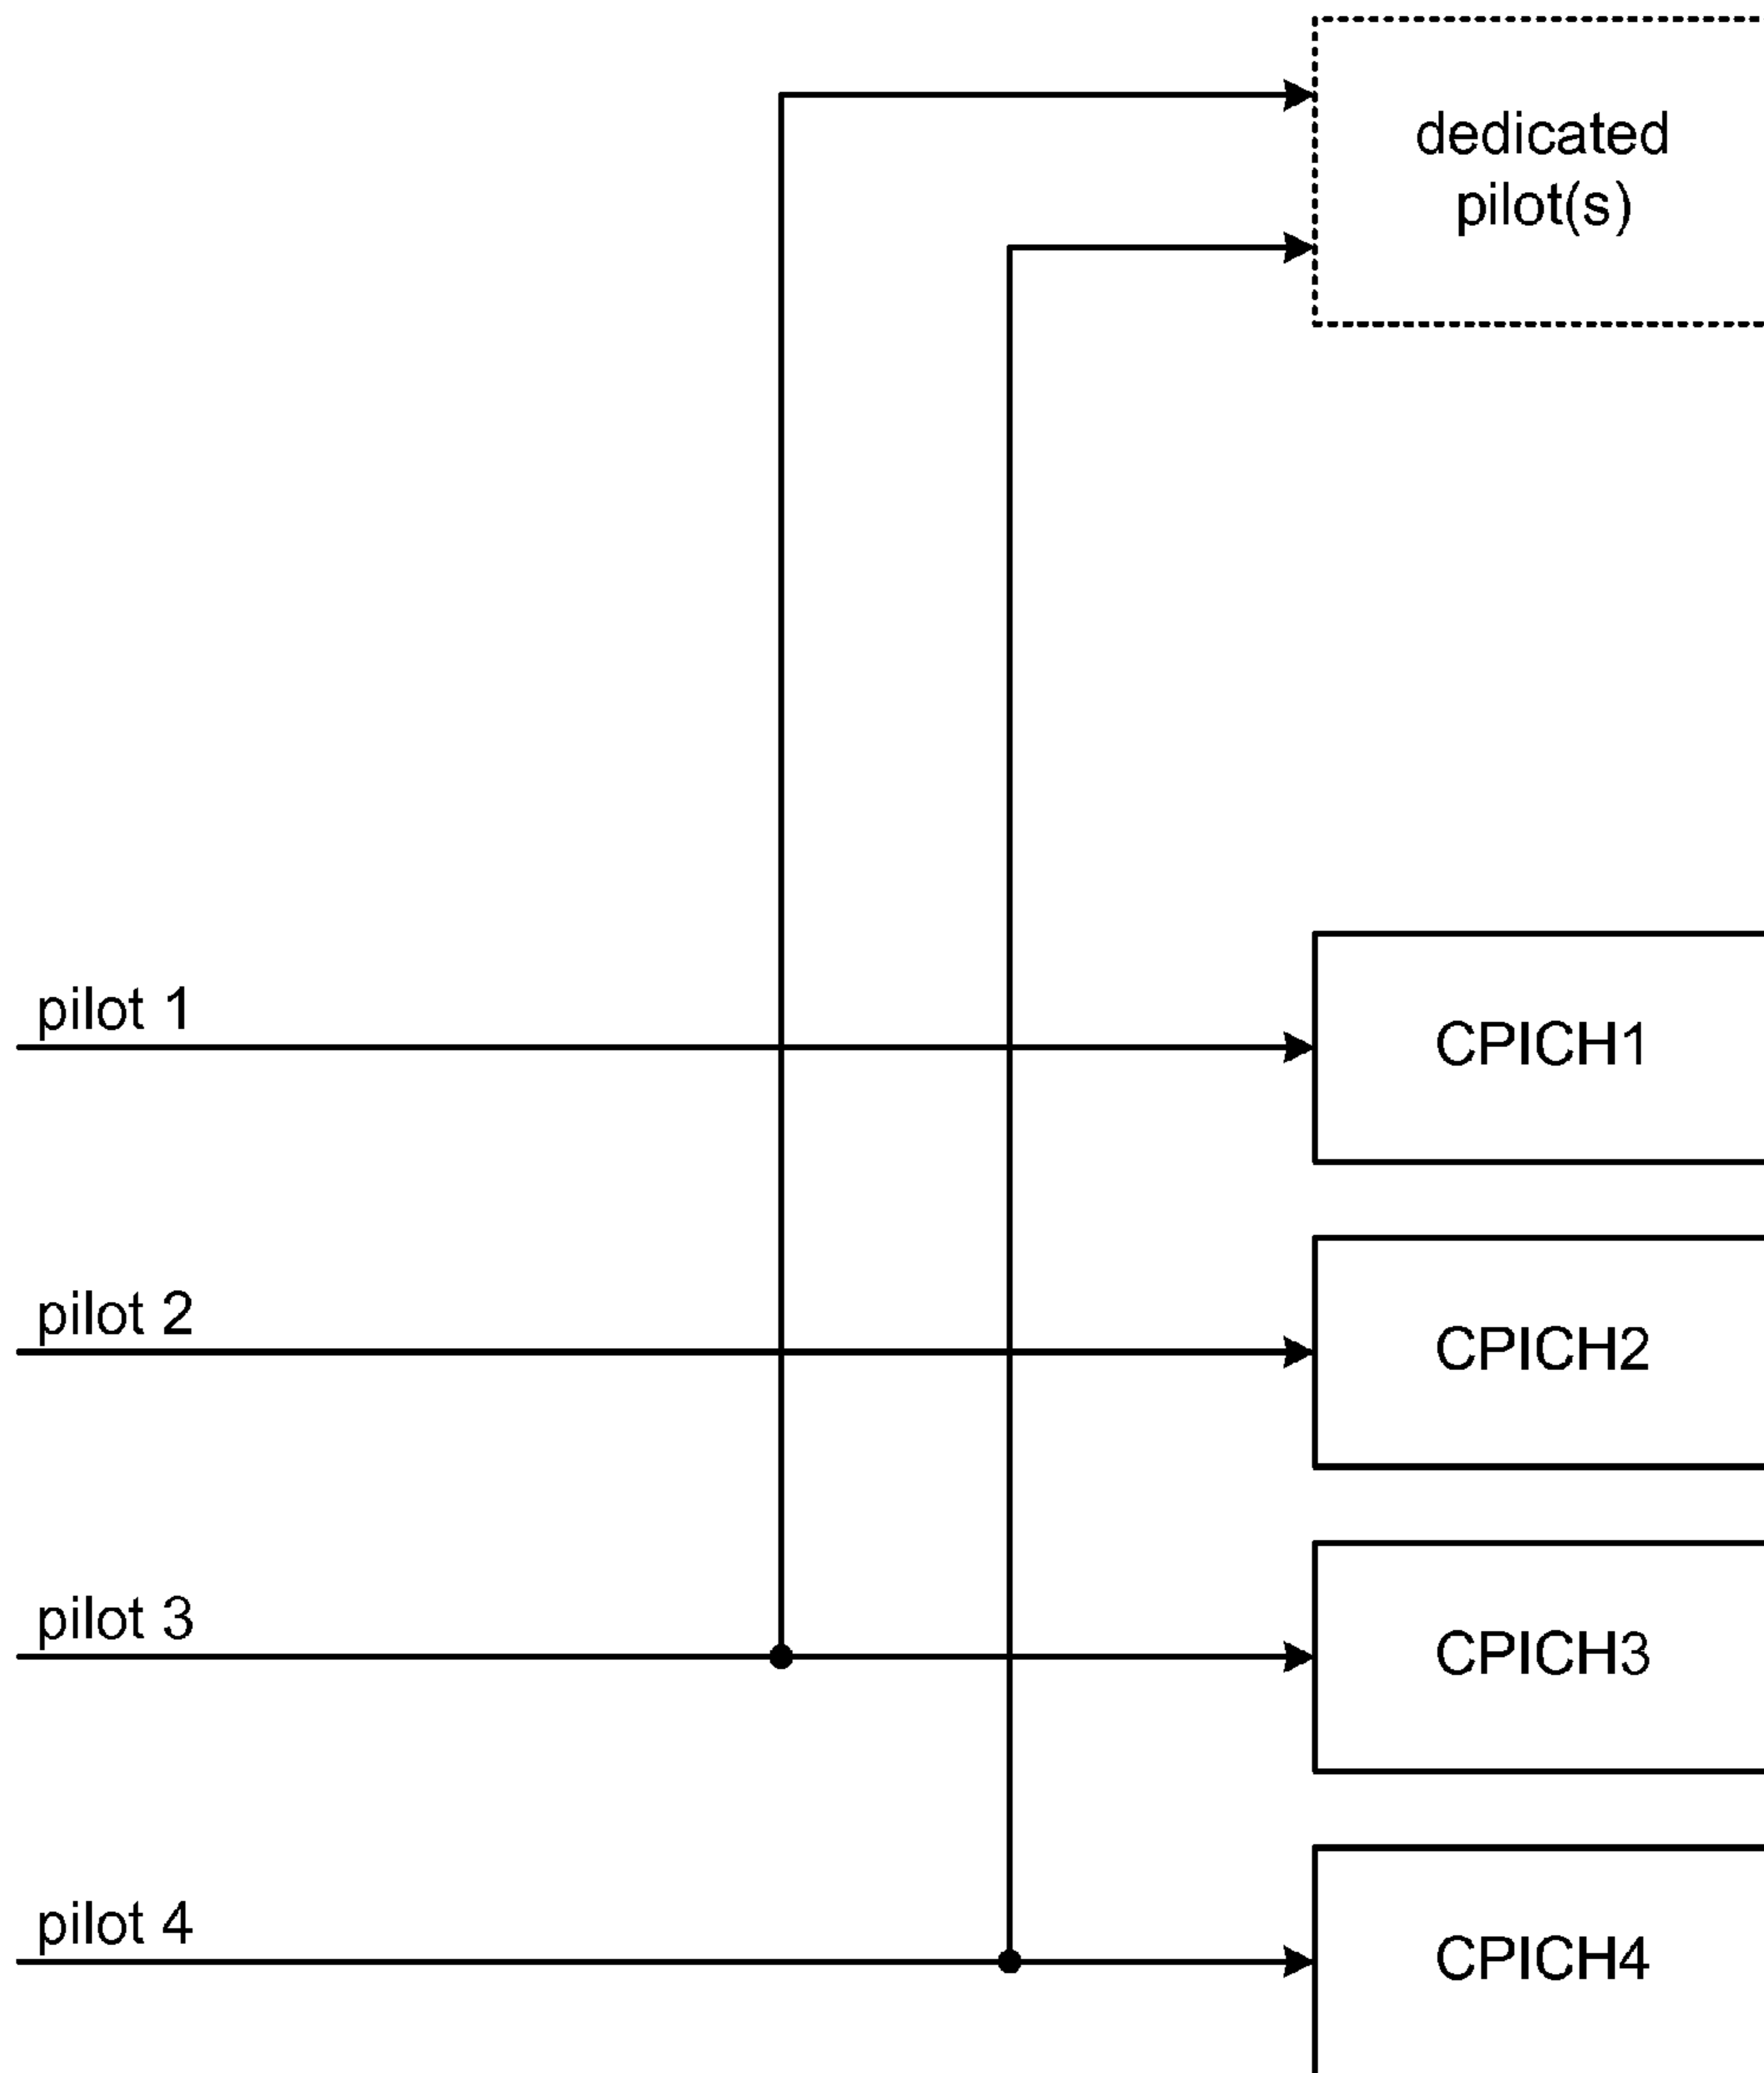 dedicated
pilot(s)
pilot 1
CPICH1
pilot 2
CPICH2
pilot 3
CPICH3
pilot 4
CPICH4